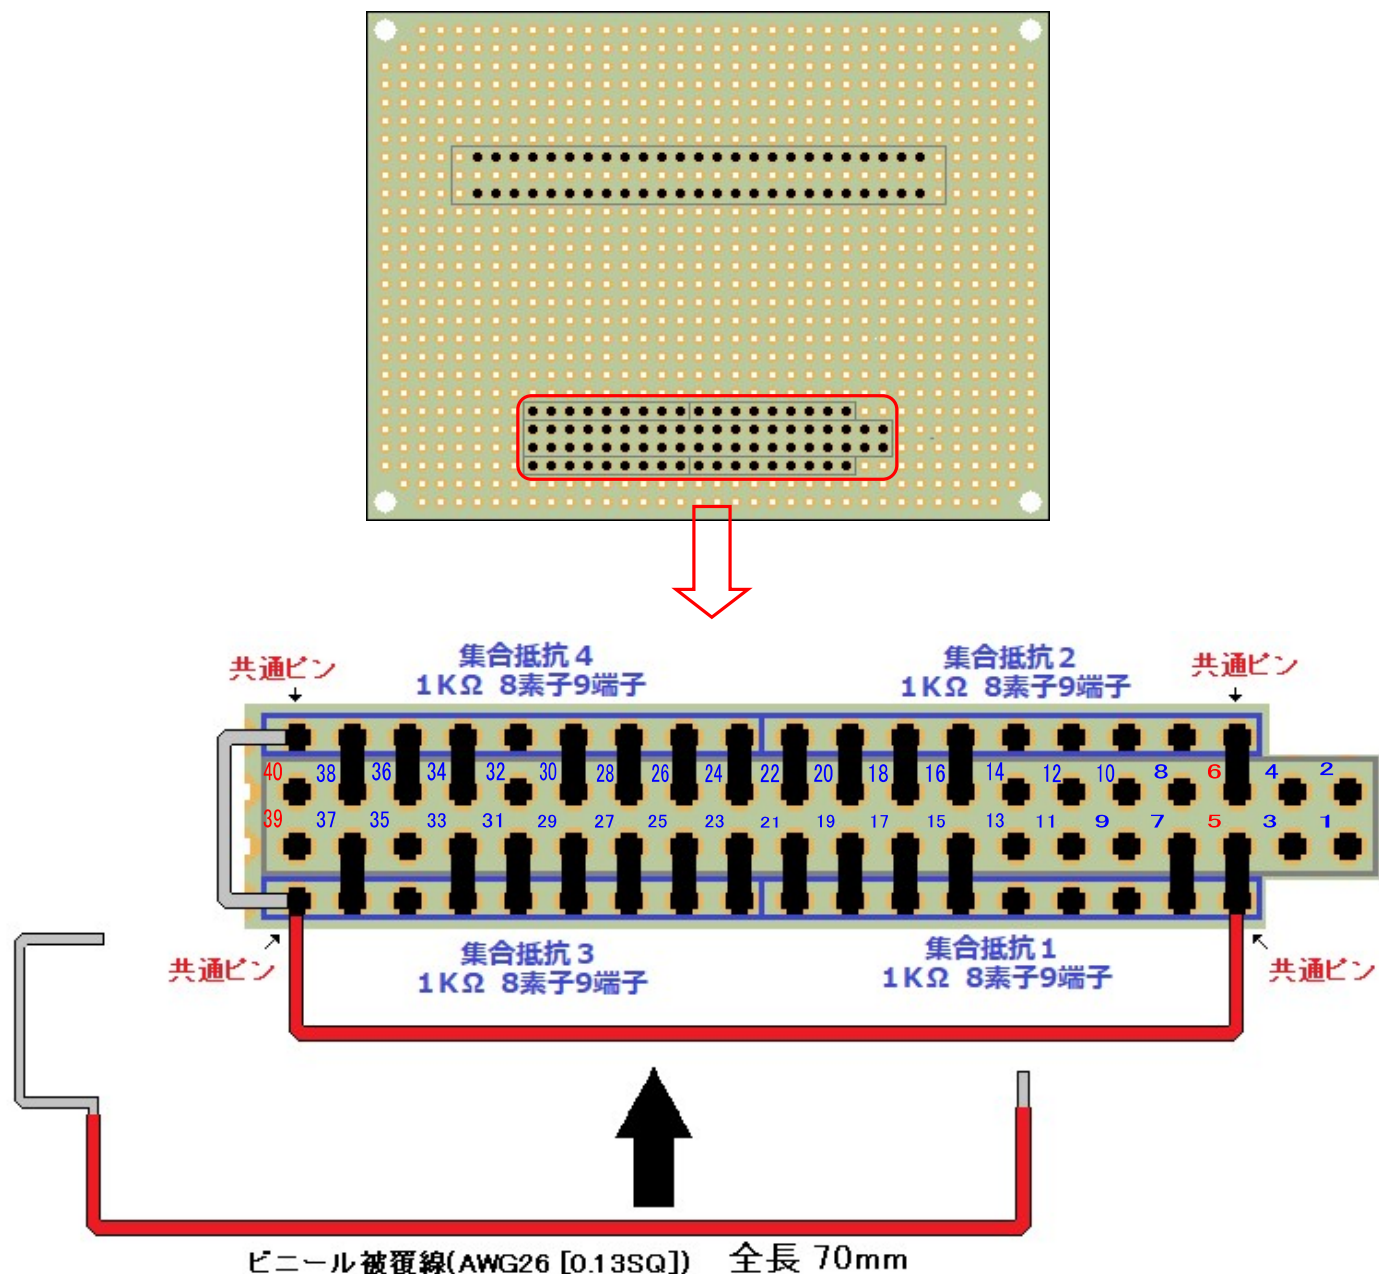 集合抵抗4
1KΩ 8素子9端子
集合抵抗2
1KΩ 8素子9端子
共通ピン
共通ピン
40 38 36 34 32 30 28 26 24 22 20 18 16 14 12 10 8 6 4 2
39 37 35 33 31 29 27 25 23 21 19 17 15 13 11 9 7 5 3 1
共通ピン
集合抵抗3
1KΩ 8素子9端子
集合抵抗1
1KΩ 8素子9端子
共通ピン
ビニール被覆線(AWG26 [0.13SQ]) 全長 70mm